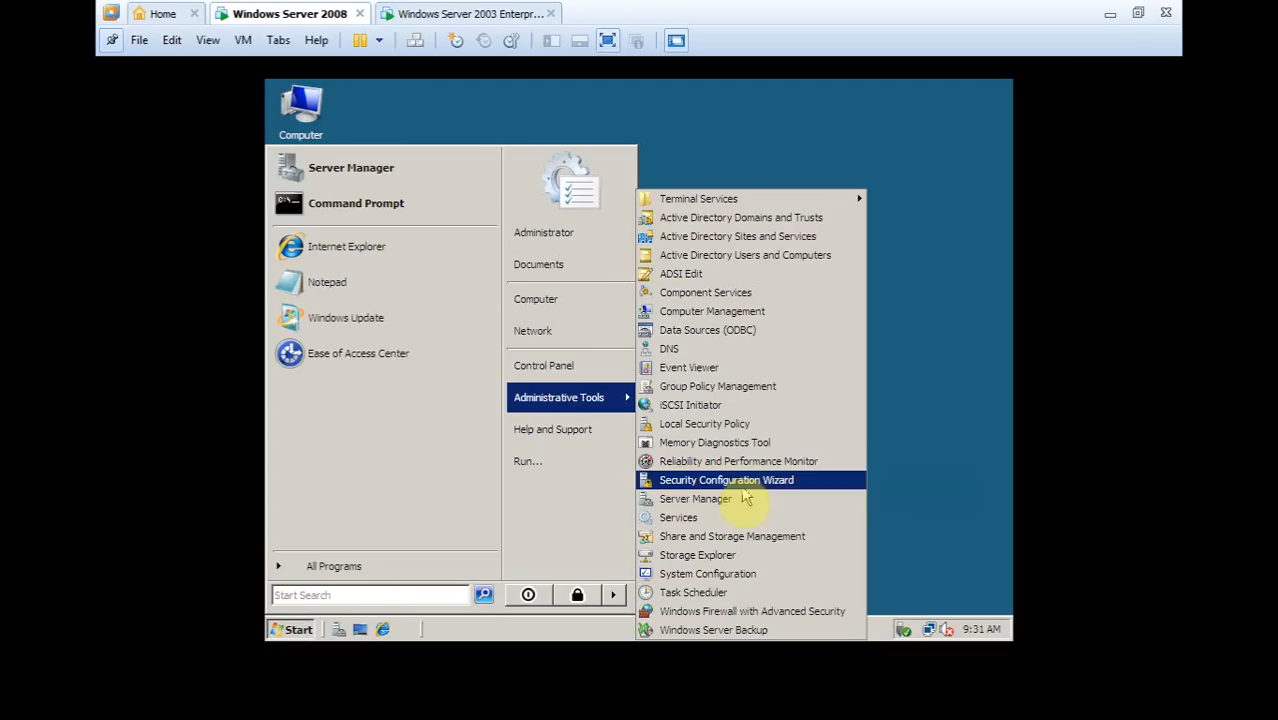 Home
Windows Server 2008
Windows Server 2003 Enterpr...
File Edit View VM Tabs Help
Computer
Server Manager
Command Prompt
Internet Explorer
Notepad
Windows Update
Ease of Access Center
All Programs
Start Search
Administrator
Documents
Computer
Network
Control Panel
Administrative Tools
Help and Support
Run...
Terminal Services
Active Directory Domains and Trusts
Active Directory Sites and Services
Active Directory Users and Computers
ADSI Edit
Component Services
Computer Management
Data Sources (ODBC)
DNS
Event Viewer
Group Policy Management
iSCSI Initiator
Local Security Policy
Memory Diagnostics Tool
Reliability and Performance Monitor
Security Configuration Wizard
Server Manager
Services
Share and Storage Management
Storage Explorer
System Configuration
Task Scheduler
Windows Firewall with Advanced Security
Windows Server Backup
Start
9:31 AM